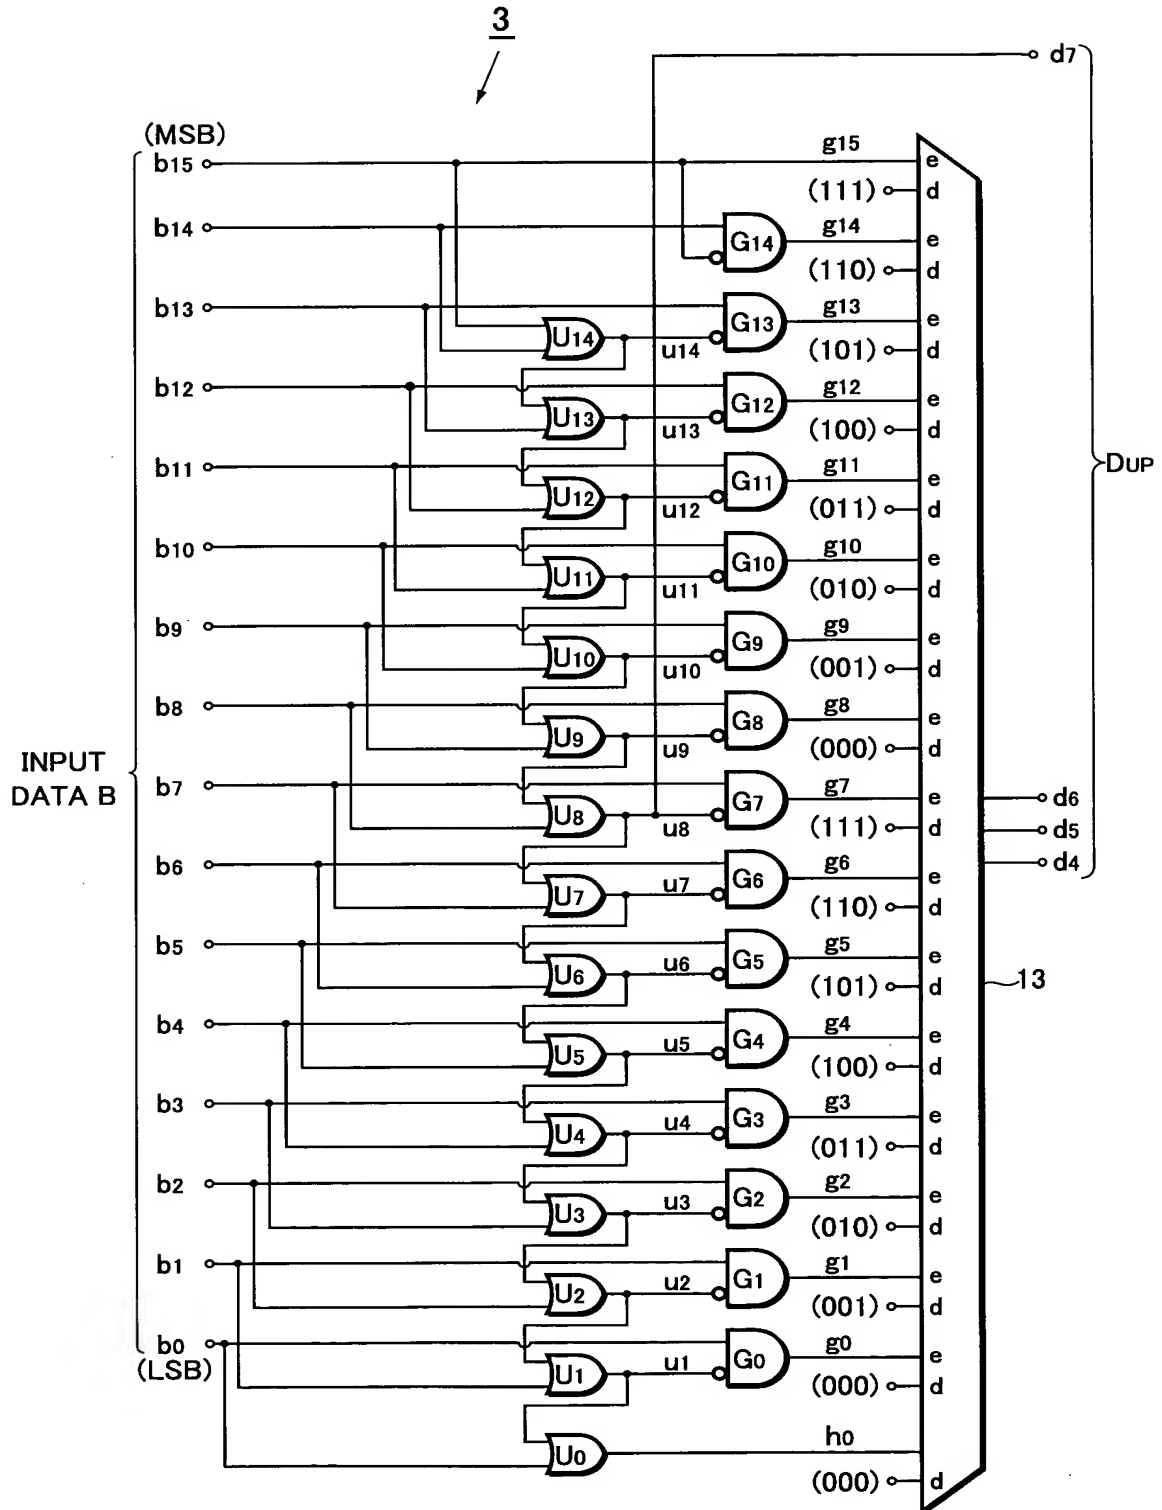 3
d7
(MSB)
b15
g15
e
(111)
d
b14
G14
g14
e
(110)
d
b13
U14
u14
G13
g13
e
(101)
d
b12
U13
u13
G12
g12
e
(100)
d
b11
U12
u12
G11
g11
e
(011)
d
DUP
b10
U11
u11
G10
g10
e
(010)
d
b9
U10
u10
G9
g9
e
(001)
d
b8
U9
u9
G8
g8
e
(000)
d
INPUT
DATA B
b7
U8
u8
G7
g7
e
(111)
d
d6
d5
d4
b6
U7
u7
G6
g6
e
(110)
d
b5
U6
u6
G5
g5
e
(101)
d
13
b4
U5
u5
G4
g4
e
(100)
d
b3
U4
u4
G3
g3
e
(011)
d
b2
U3
u3
G2
g2
e
(010)
d
b1
U2
u2
G1
g1
e
(001)
d
b0
(LSB)
U1
u1
G0
g0
e
(000)
d
U0
h0
(000)
d